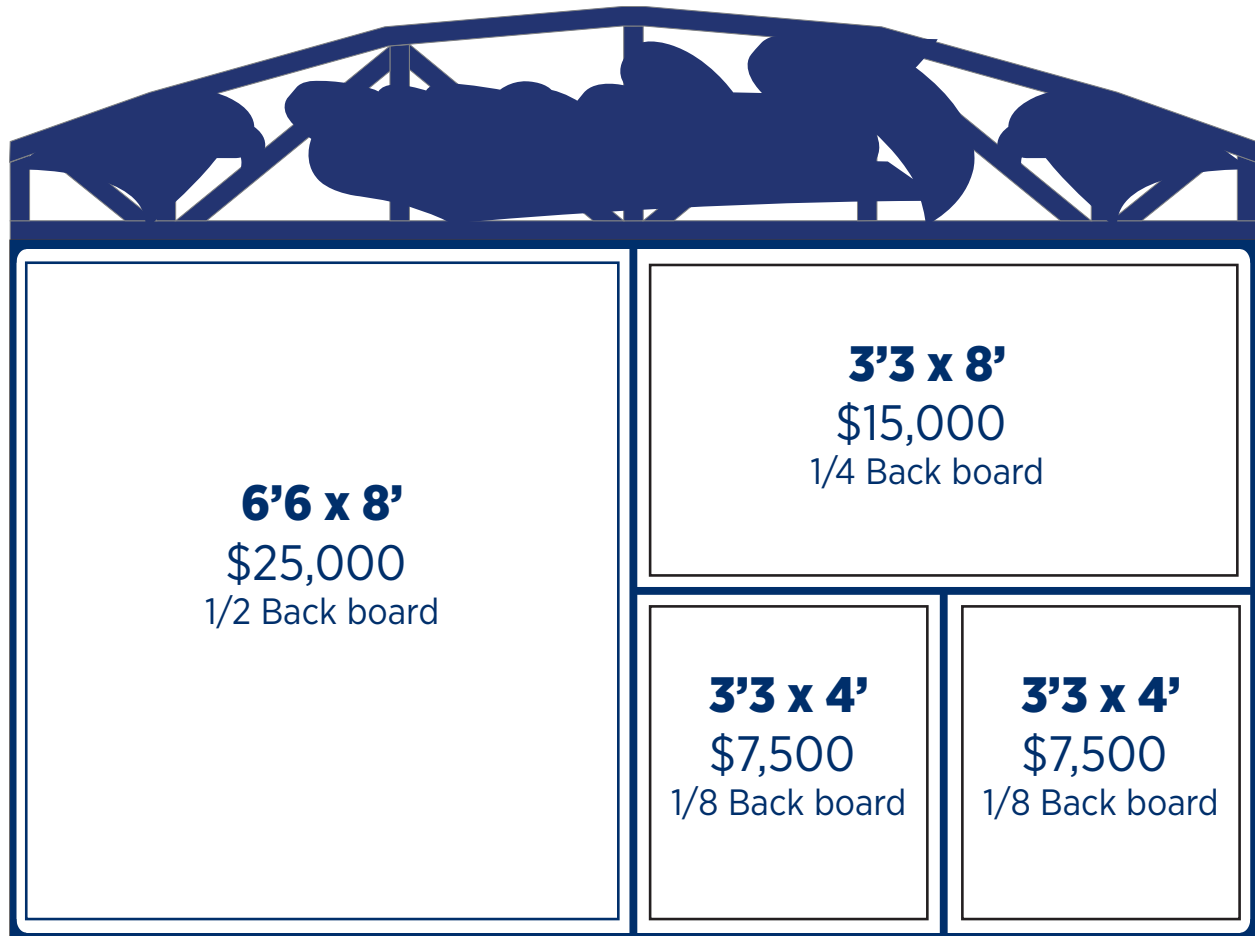 6’6 x 8’
$25,000
1/2 Back board
3’3 x 8’
$15,000
1/4 Back board
3’3 x 4’
$7,500
1/8 Back board
3’3 x 4’
$7,500
1/8 Back board